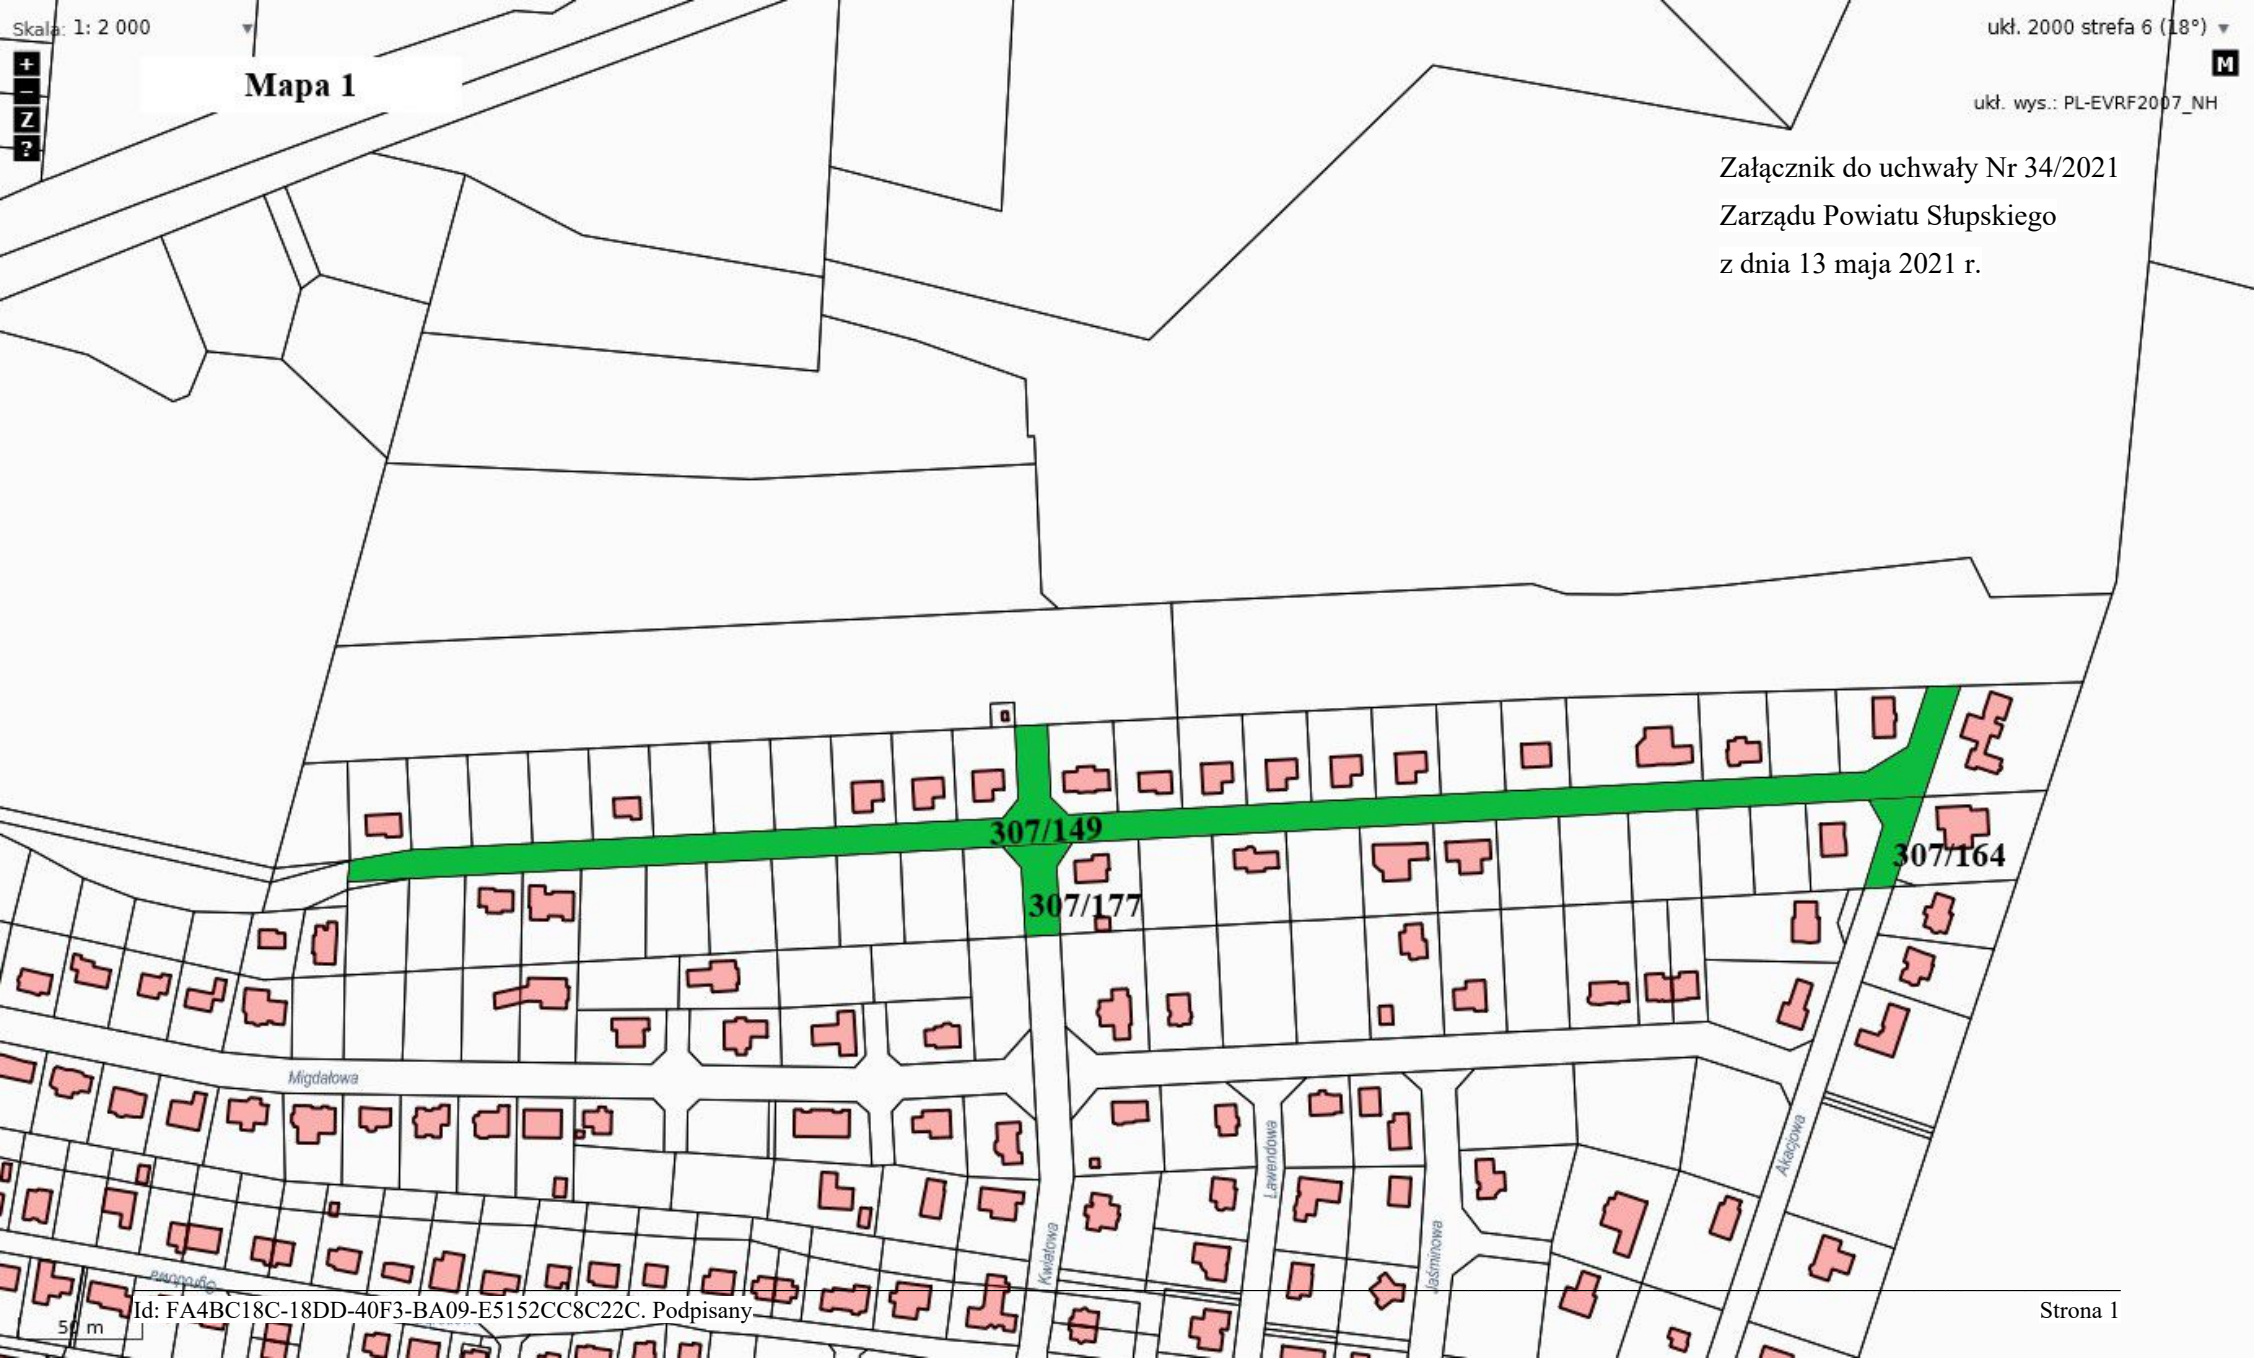 Skala: 1: 2 000
ukł. 2000 strefa 6 (18°)
+
–
Z
?
M
Mapa 1
ukł. wys.: PL-EVRF2007_NH
Załącznik do uchwały Nr 34/2021
Zarządu Powiatu Słupskiego
z dnia 13 maja 2021 r.
307/149
307/164
307/177
Migdałowa
Lawendowa
Akacjowa
Kwiatowa
Jaśminowa
Ogrodowa
Id: FA4BC18C-18DD-40F3-BA09-E5152CC8C22C. Podpisany
Strona 1
50 m